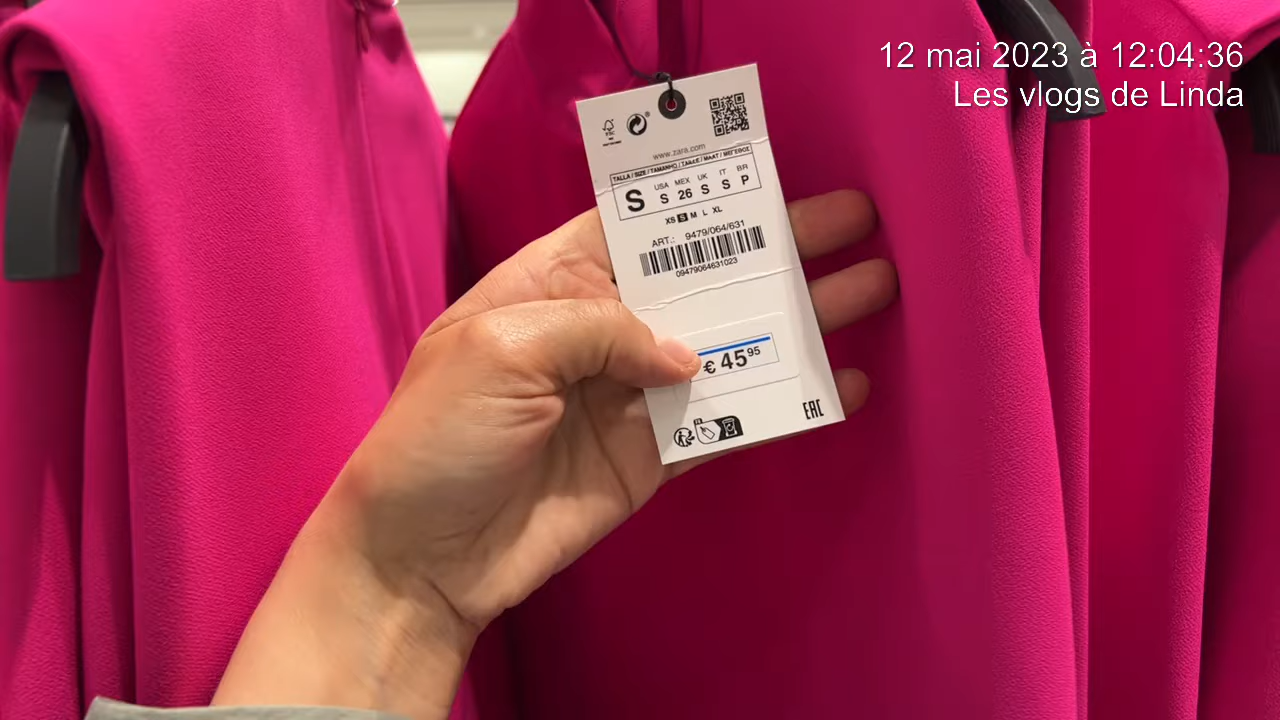 12 mai 2023 à 12:04:36
Les vlogs de Linda
www.zara.com
TALLA / SIZE / TAMANHO / TAILLE / MAAT / ΜΕΓΕΘΟΣ
USA MEX UK IT BR
S S 26 S S P
XS S M L XL
ART.: 9479/064/631
09479064631023
€ 45 95
EAC